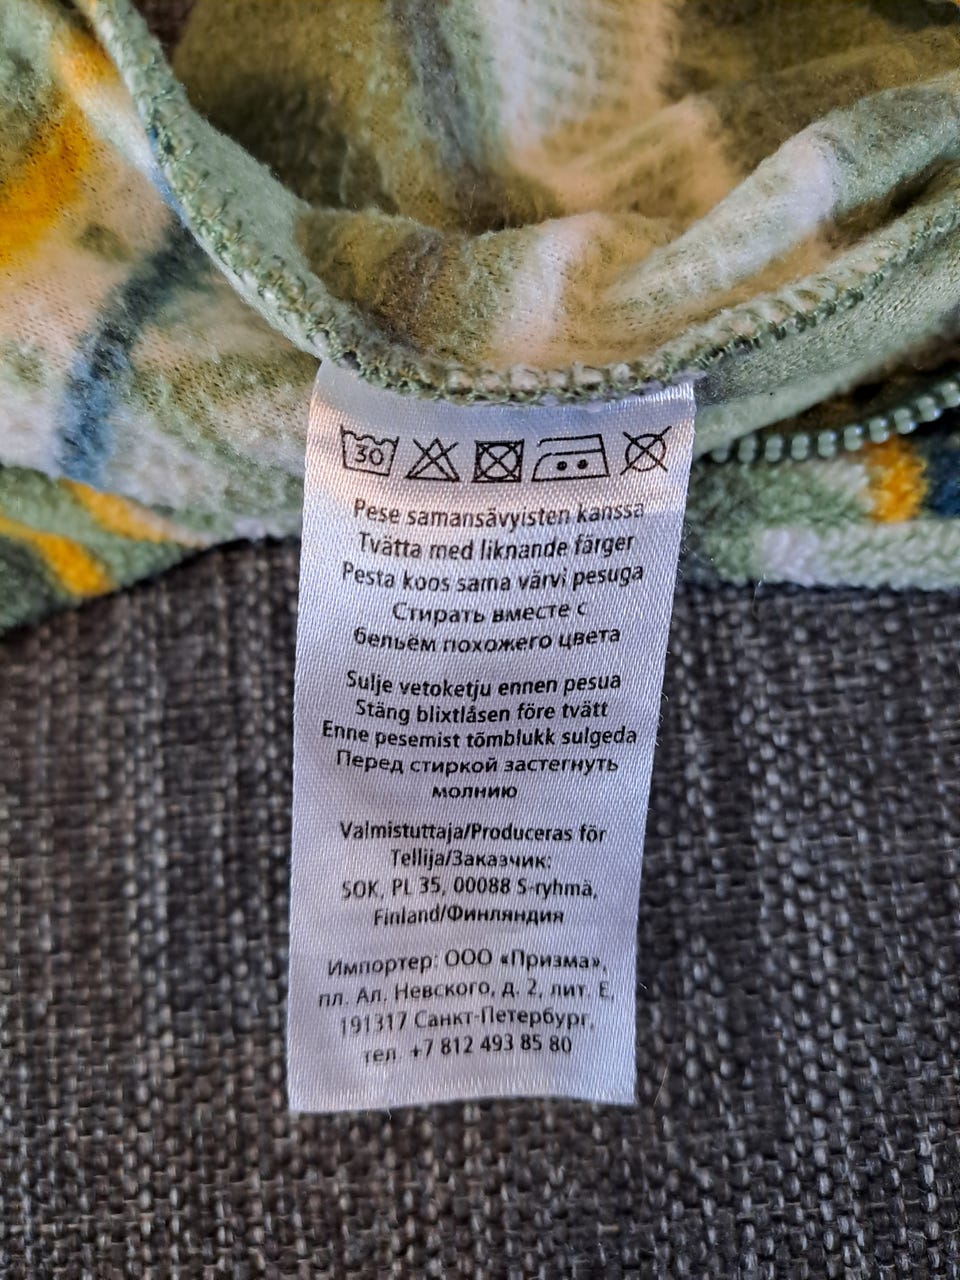 30
Pese samansävyisten kanssa
Tvätta med liknande färger
Pesta koos sama värvi pesuga
Стирать вместе с
бельём похожего цвета
Sulje vetoketju ennen pesua
Stäng blixtlåsen före tvätt
Enne pesemist tõmblukk sulgeda
Перед стиркой застегнуть
молнию
Valmistuttaja/Produceras för
Tellija/Заказчик:
SOK, PL 35, 00088 S-ryhmä,
Finland/Финляндия
Импортер: ООО «Призма»,
пл. Ал. Невского, д. 2, лит. Е,
191317 Санкт-Петербург,
тел. +7 812 493 85 80